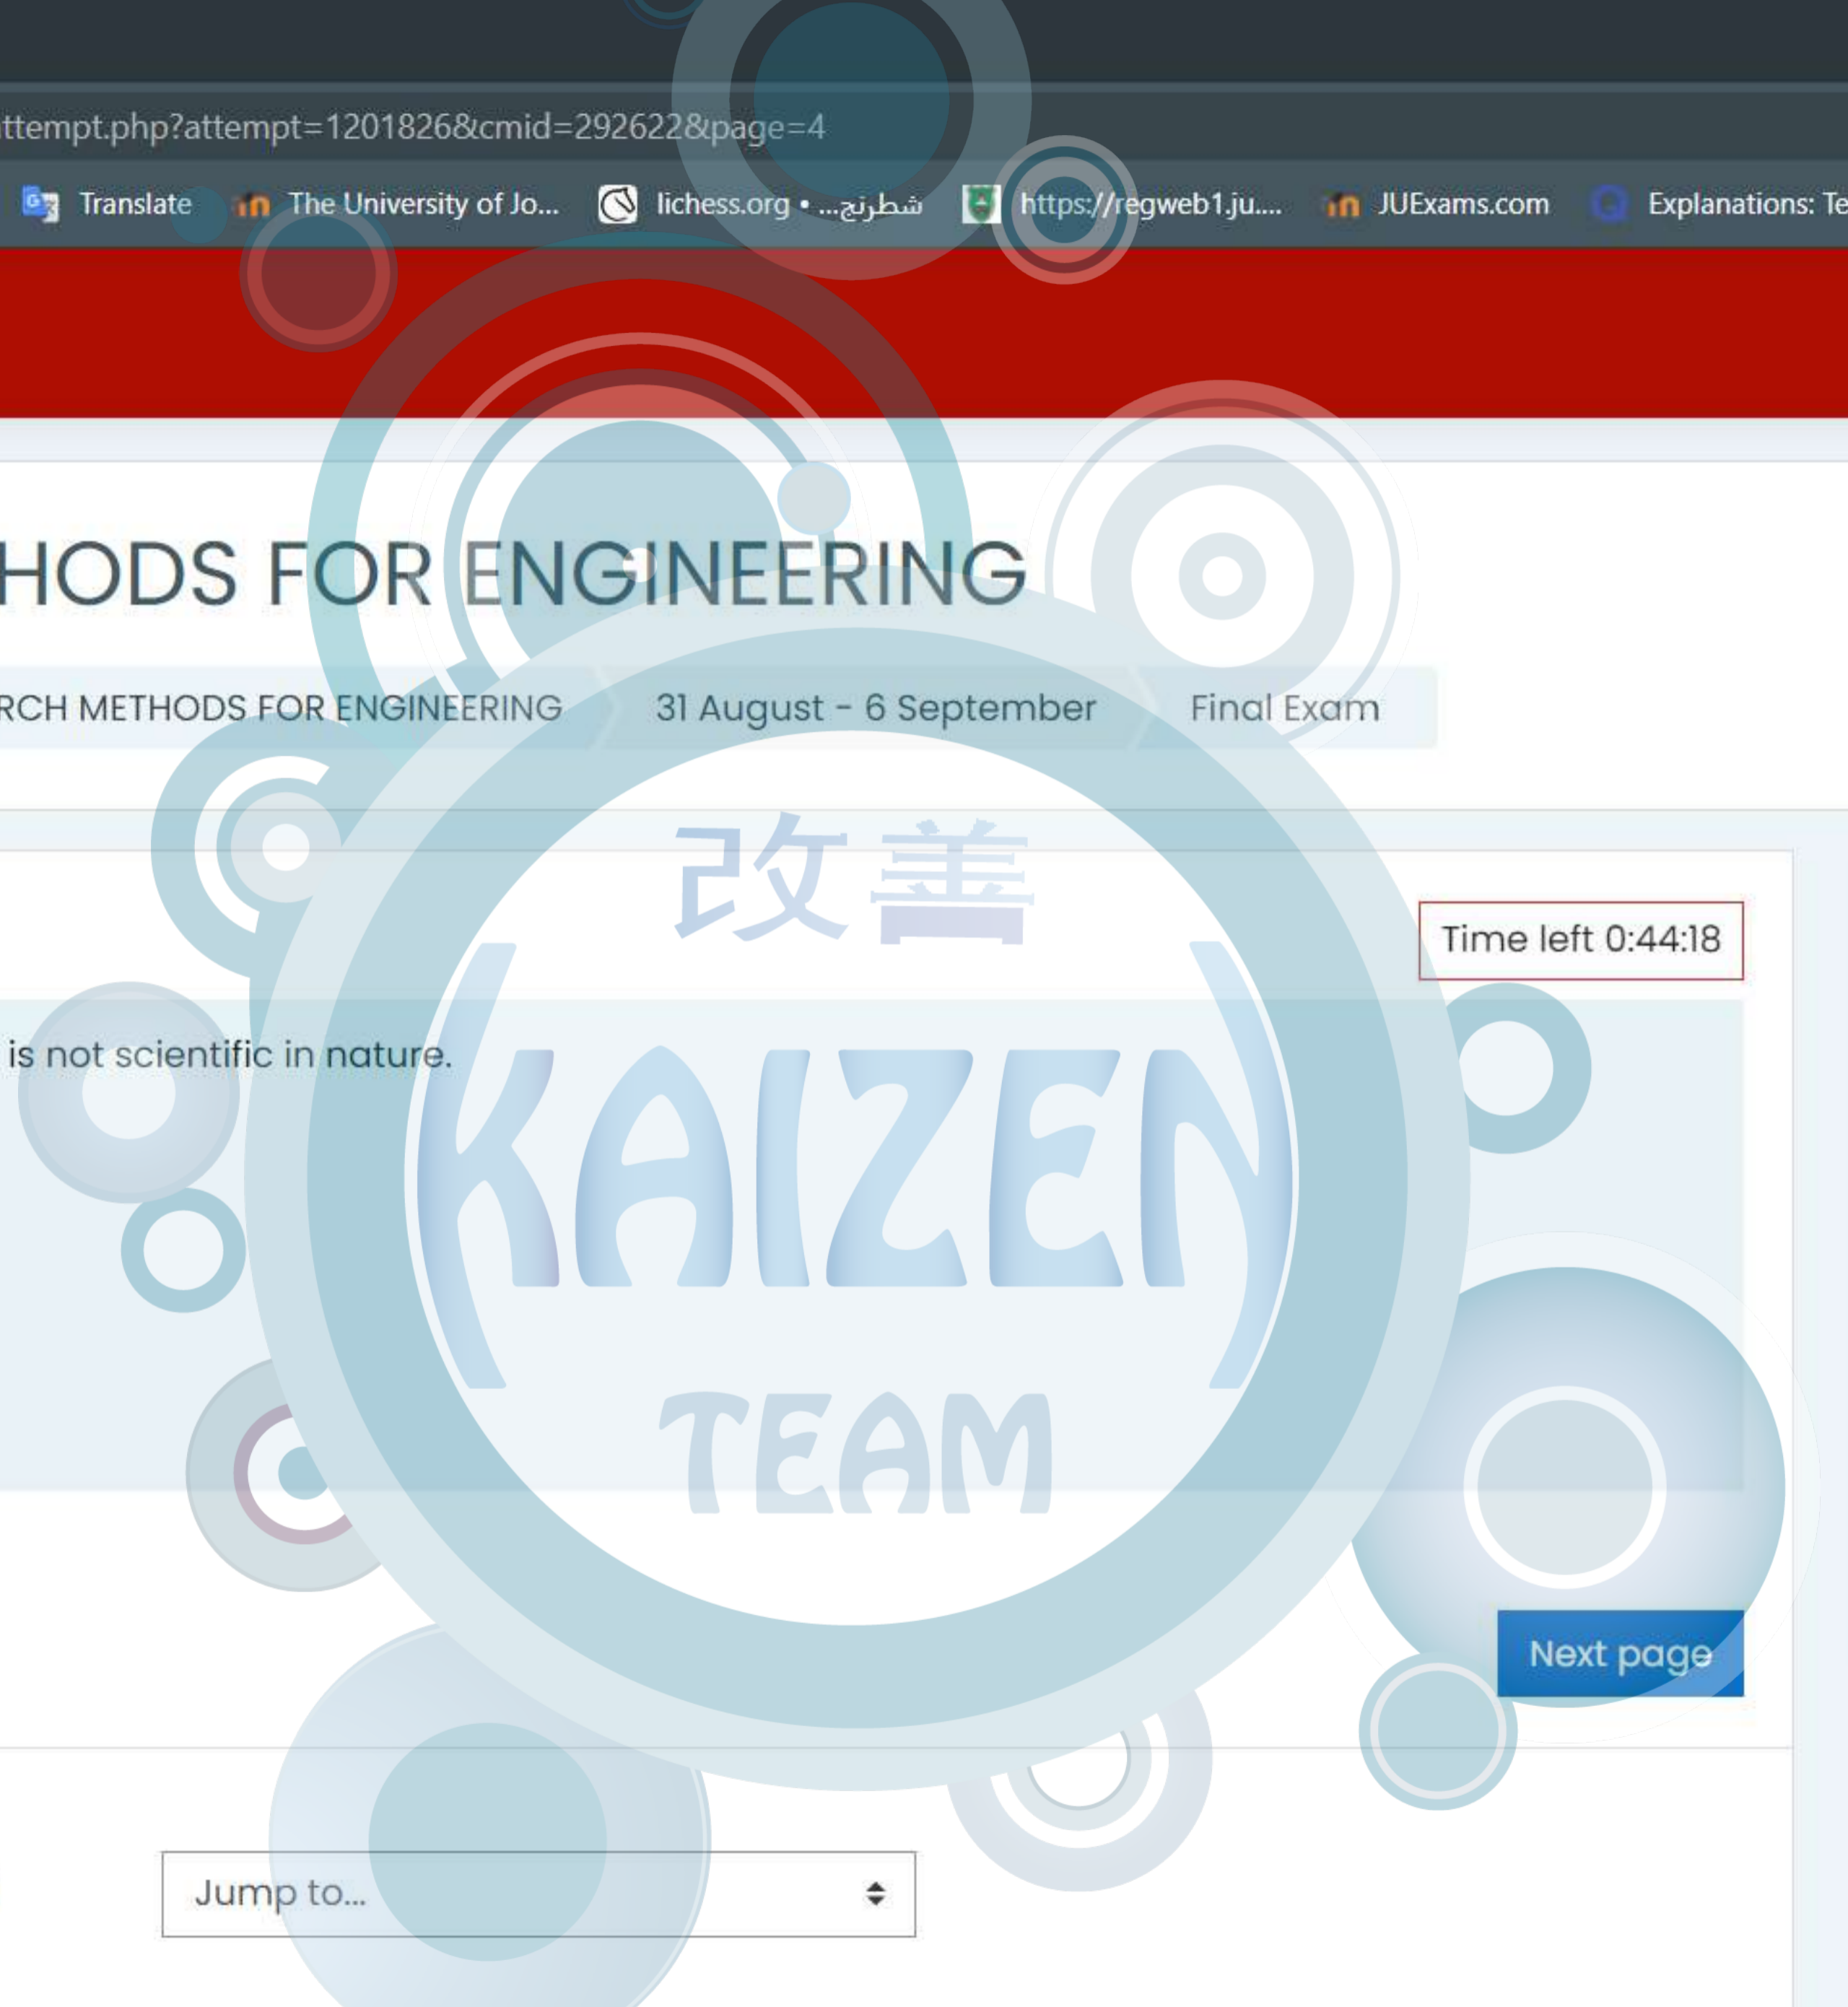 ttempt.php?attempt=1201826&cmid=292622&page=4
Translate The University of Jo... lichess.org • شطرنج... https://regweb1.ju.... JUExams.com Explanations: Te
HODS FOR ENGINEERING
RCH METHODS FOR ENGINEERING 31 August - 6 September Final Exam
改善
Time left 0:44:18
is not scientific in nature.
KAIZEN
TEAM
Next page
Jump to...